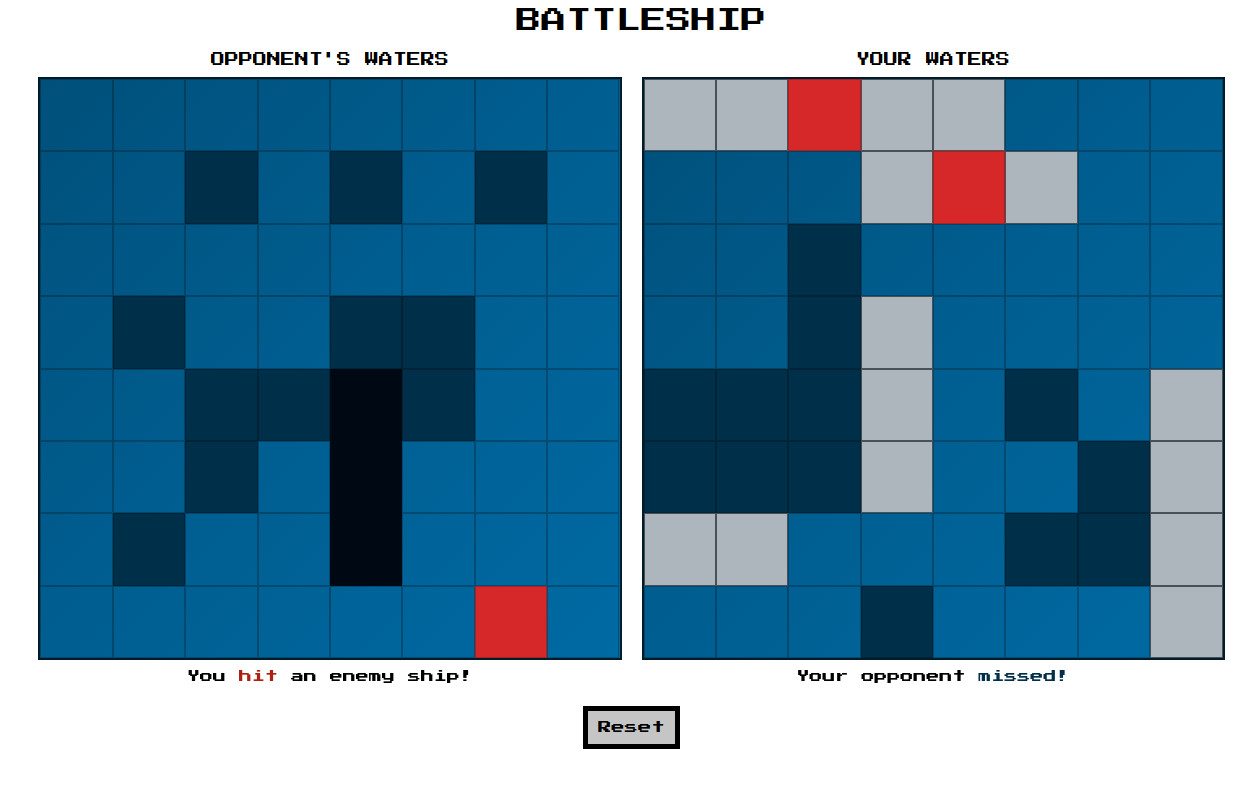 BATTLESHIP
OPPONENT'S WATERS
YOUR WATERS
You hit an enemy ship!
Your opponent missed!
Reset